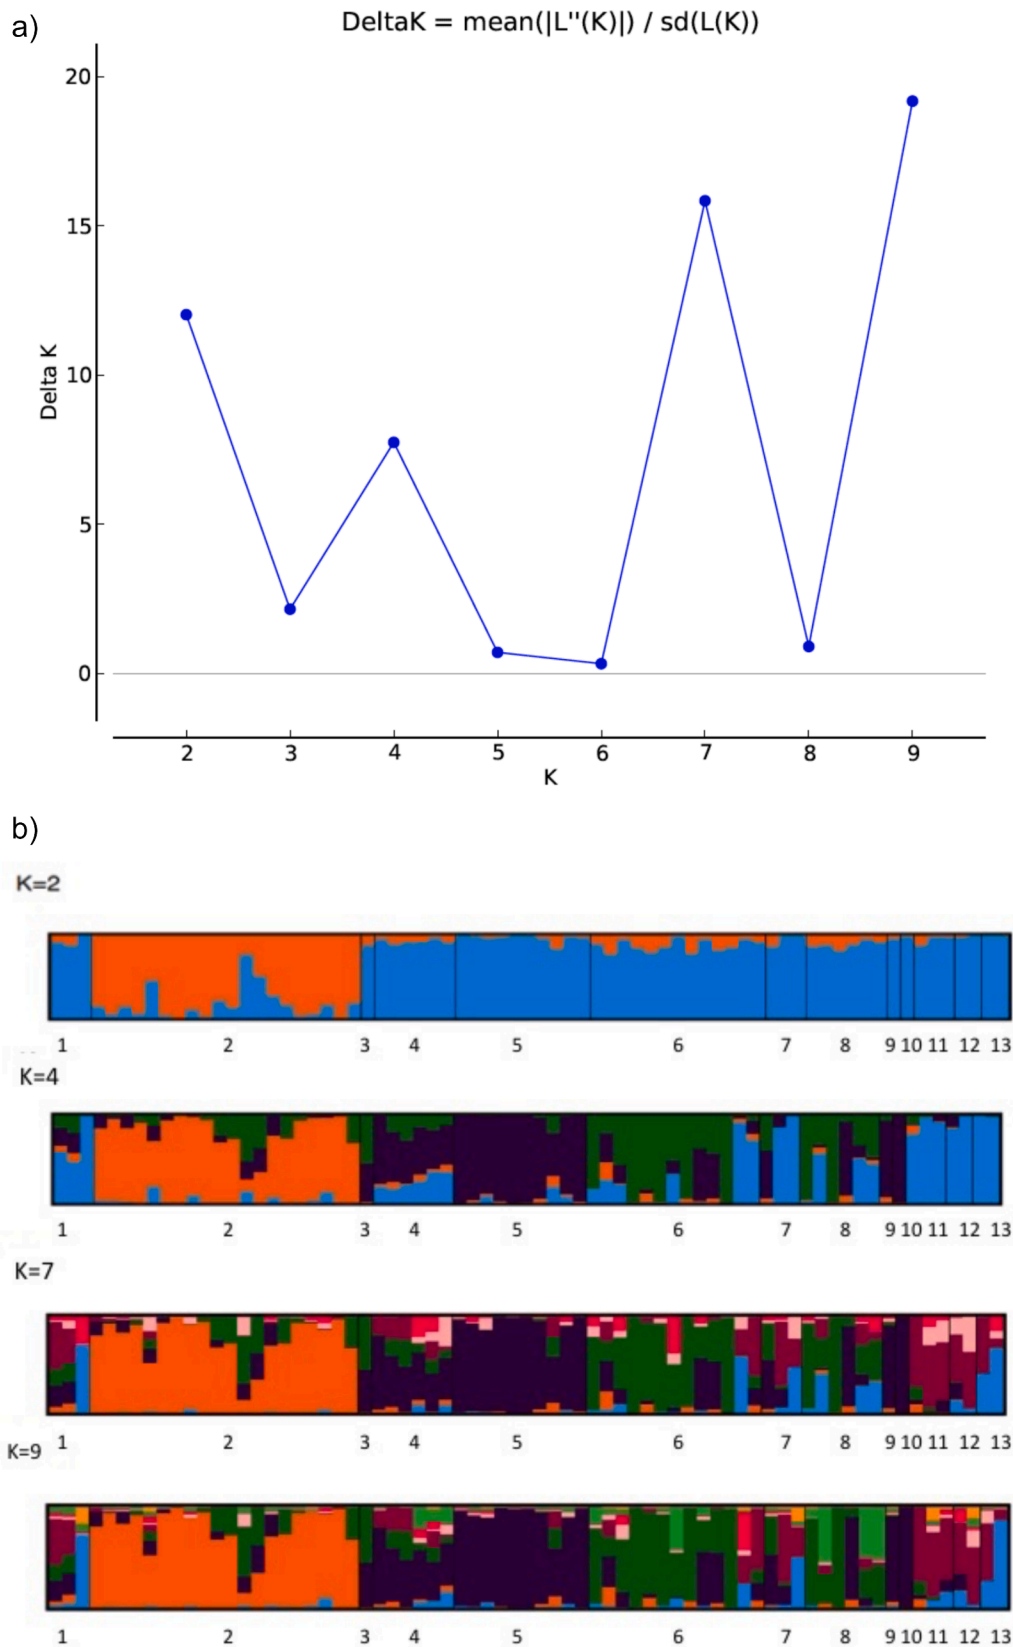 a)
DeltaK = mean(|L''(K)|) / sd(L(K))
20
15
10
5
0
Delta K
2 3 4 5 6 7 8 9
K
b)
K=2
1 2 3 4 5 6 7 8 9 10 11 12 13
K=4
1 2 3 4 5 6 7 8 9 10 11 12 13
K=7
1 2 3 4 5 6 7 8 9 10 11 12 13
K=9
1 2 3 4 5 6 7 8 9 10 11 12 13